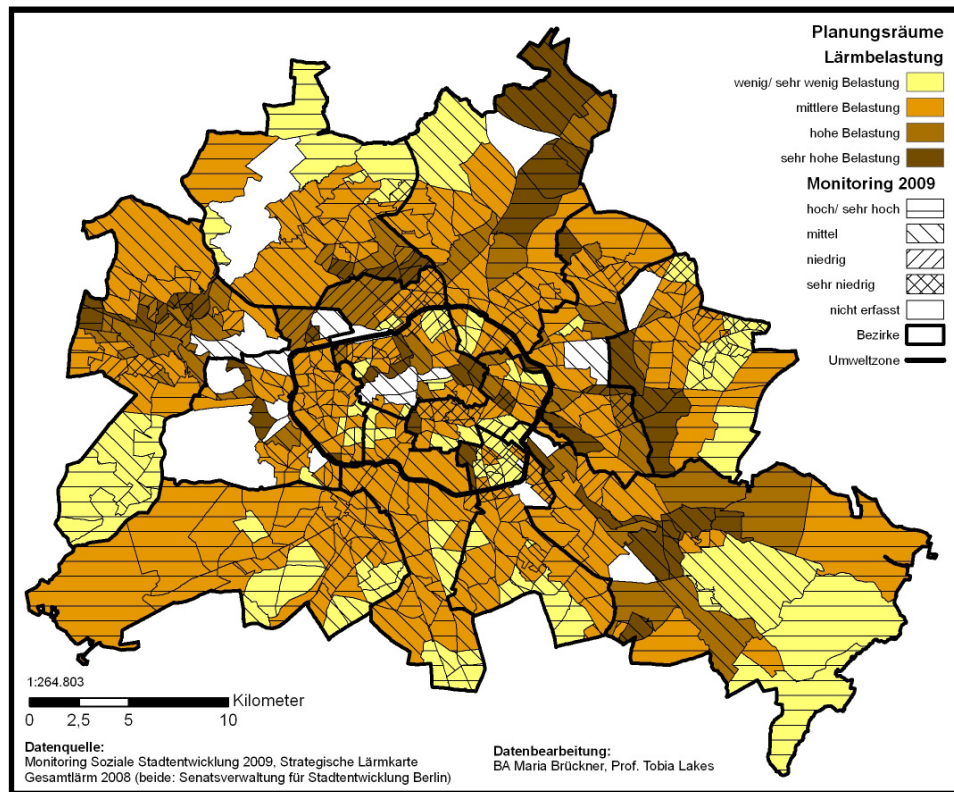 Planungsräume
Lärmbelastung
wenig/ sehr wenig Belastung
mittlere Belastung
hohe Belastung
sehr hohe Belastung
Monitoring 2009
hoch/ sehr hoch
mittel
niedrig
sehr niedrig
nicht erfasst
Bezirke
Umweltzone
1:264.803
Kilometer
0 2,5 5 10
Datenquelle:
Monitoring Soziale Stadtentwicklung 2009, Strategische Lärmkarte
Gesamtlärm 2008 (beide: Senatsverwaltung für Stadtentwicklung Berlin)
Datenbearbeitung:
BA Maria Brückner, Prof. Tobia Lakes